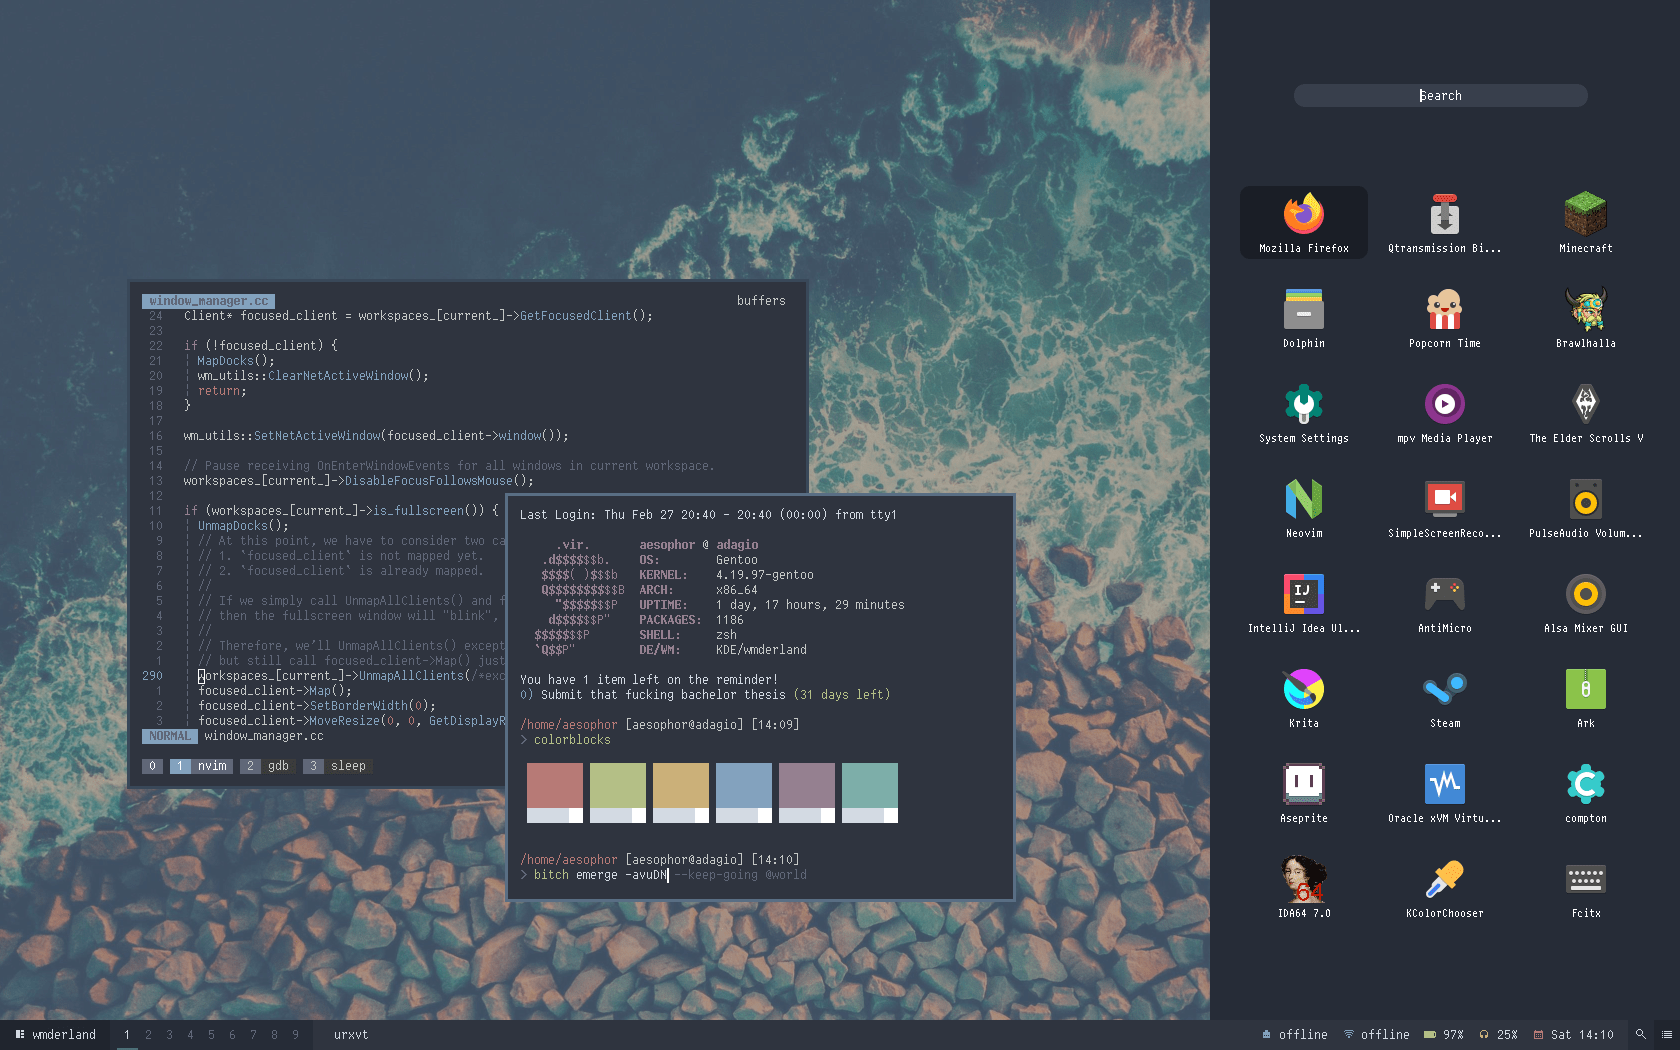 window_manager.cc
buffers
24 Client* focused_client = workspaces_[current_]->GetFocusedClient();
23
22 if (!focused_client) {
21 MapDocks();
20 wm_utils::ClearNetActiveWindow();
19 return;
18 }
17
16 wm_utils::SetNetActiveWindow(focused_client->window());
15
14 // Pause receiving OnEnterWindowEvents for all windows in current workspace.
13 workspaces_[current_]->DisableFocusFollowsMouse();
12
11 if (workspaces_[current_]->is_fullscreen()) {
10 UnmapDocks();
9 // At this point, we have to consider two ca
8 // 1. `focused_client` is not mapped yet.
7 // 2. `focused_client` is already mapped.
6 //
5 // If we simply call UnmapAllClients() and f
4 // then the fullscreen window will "blink",
3 //
2 // Therefore, we'll UnmapAllClients() except
1 // but still call focused_client->Map() just
290 workspaces_[current_]->UnmapAllClients(/*exc
1 focused_client->Map();
2 focused_client->SetBorderWidth(0);
3 focused_client->MoveResize(0, 0, GetDisplayR
NORMAL window_manager.cc
0 1 nvim 2 gdb 3 sleep
Last Login: Thu Feb 27 20:40 - 20:40 (00:00) from tty1
.vir. aesophor @ adagio
.d$$$$$$b. OS: Gentoo
$$$$( )$$$b KERNEL: 4.19.97-gentoo
Q$$$$$$$$$$B ARCH: x86_64
"$$$$$$$P UPTIME: 1 day, 17 hours, 29 minutes
d$$$$$$P" PACKAGES: 1186
$$$$$$$P SHELL: zsh
`Q$$P" DE/WM: KDE/wmderland
You have 1 item left on the reminder!
0) Submit that fucking bachelor thesis (31 days left)
/home/aesophor [aesophor@adagio] [14:09]
> colorblocks
/home/aesophor [aesophor@adagio] [14:10]
> bitch emerge -avuDN --keep-going @world
Search
Mozilla Firefox
Qtransmission Bi...
Minecraft
Dolphin
Popcorn Time
Brawlhalla
System Settings
mpv Media Player
The Elder Scrolls V
Neovim
SimpleScreenReco...
PulseAudio Volum...
IJ
IntelliJ Idea Ul...
AntiMicro
Alsa Mixer GUI
Krita
Steam
Ark
Aseprite
Oracle xVM Virtu...
compton
64
IDA64 7.0
KColorChooser
Fcitx
wmderland 1 2 3 4 5 6 7 8 9 urxvt
offline offline 97% 25% Sat 14:10